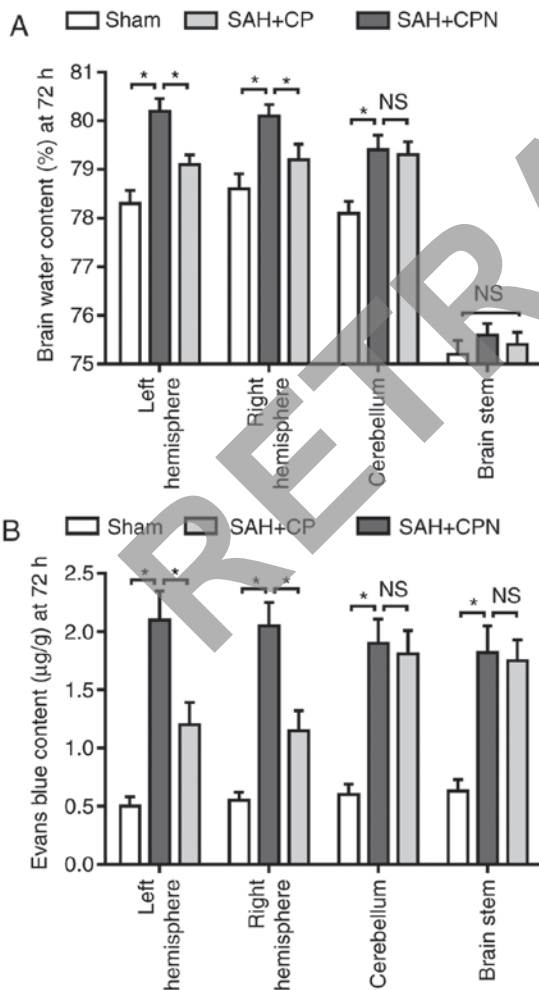 A
Sham SAH+CP SAH+CPN
Brain water content (%) at 72 h
81
80
79
78
77
76
75
* *
* *
* NS
NS
Left
hemisphere
Right
hemisphere
Cerebellum
Brain stem
B
Sham SAH+CP SAH+CPN
Evans blue content (µg/g) at 72 h
2.5
2.0
1.5
1.0
0.5
0.0
* *
* *
* NS
* NS
Left
hemisphere
Right
hemisphere
Cerebellum
Brain stem
RETRA